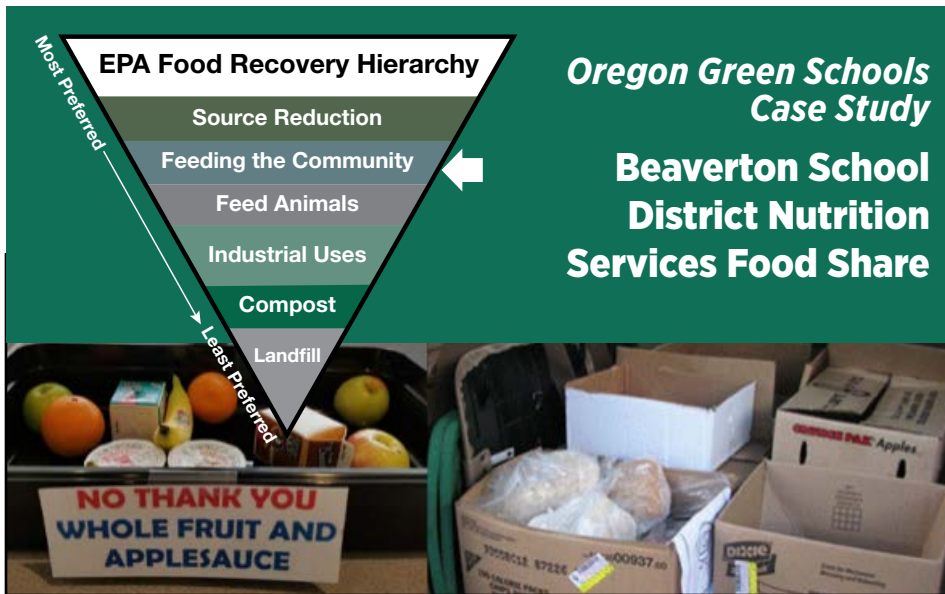 EPA Food Recovery Hierarchy
Source Reduction
Feeding the Community
Feed Animals
Industrial Uses
Compost
Landfill
Most Preferred
Least Preferred
Oregon Green Schools
Case Study
Beaverton School
District Nutrition
Services Food Share
NO THANK YOU
WHOLE FRUIT AND
APPLESAUCE
Apples
00937
DIXIE